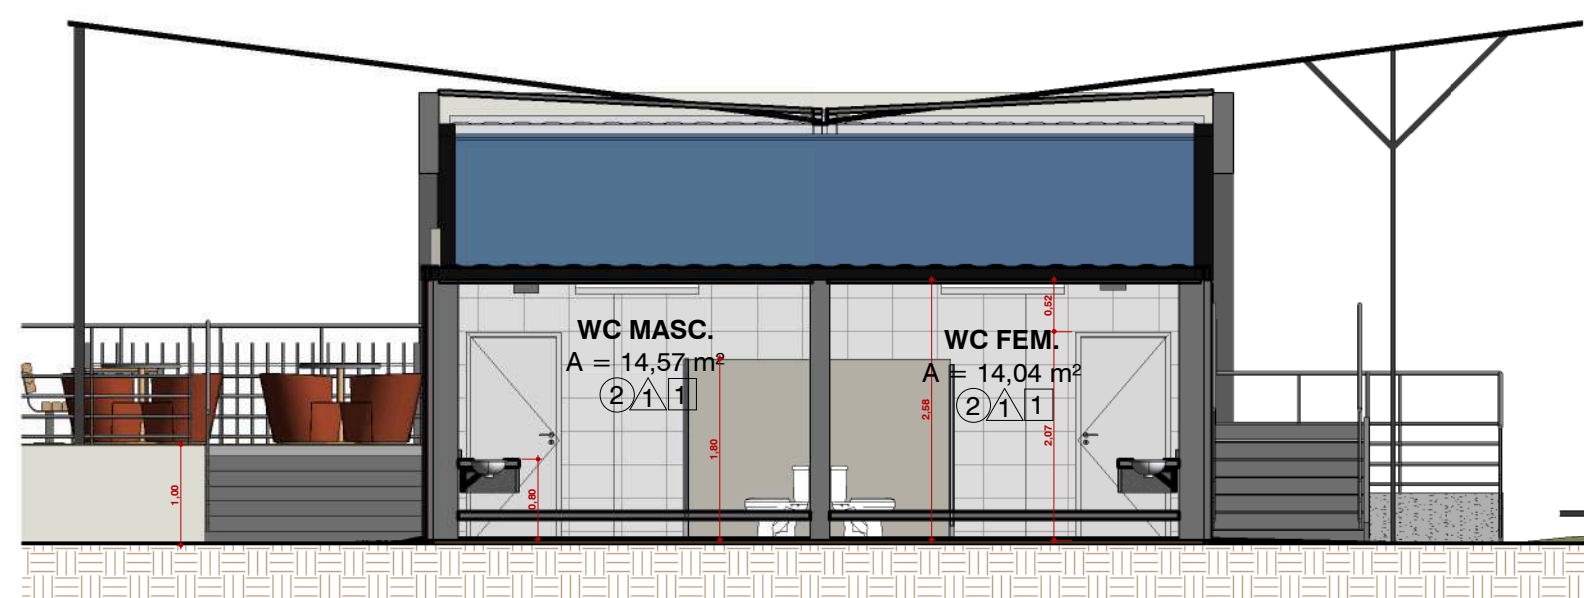 WC MASC.
A = 14,57 m²
2 1 1
WC FEM.
A = 14,04 m²
2 1 1
1,00
0,80
1,80
2,58
0,52
2,07